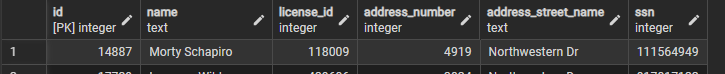 id name license_id address_number address_street_name ssn
[PK] integer text integer integer text integer
1 14887 Morty Schapiro 118009 4919 Northwestern Dr 111564949